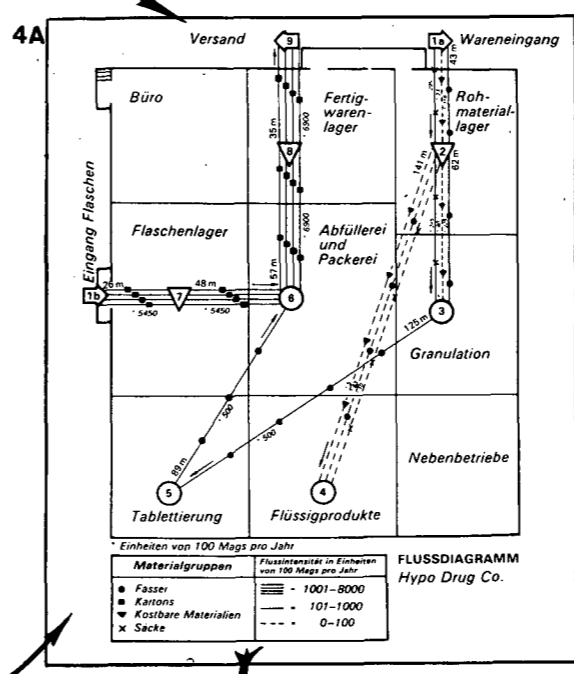 4A
Versand
9
1a
Wareneingang
43 m
Büro
35 m
6900
Fertig-
waren-
lager
Roh-
material-
lager
8
2
141 m
62 m
Eingang Flaschen
Flaschenlager
6900
57 m
Abfüllerei
und
Packerei
26 m
48 m
1b
7
6
5450
5450
3
125 m
Granulation
500
500
89 m
Nebenbetriebe
5
4
Tablettierung
Flüssigprodukte
* Einheiten von 100 Mags pro Jahr
Materialgruppen
Fasser
Kartons
Kostbare Materialien
Säcke
Flussintensität in Einheiten
von 100 Mags pro Jahr
- 1001-8000
- 101-1000
- 0-100
FLUSSDIAGRAMM
Hypo Drug Co.